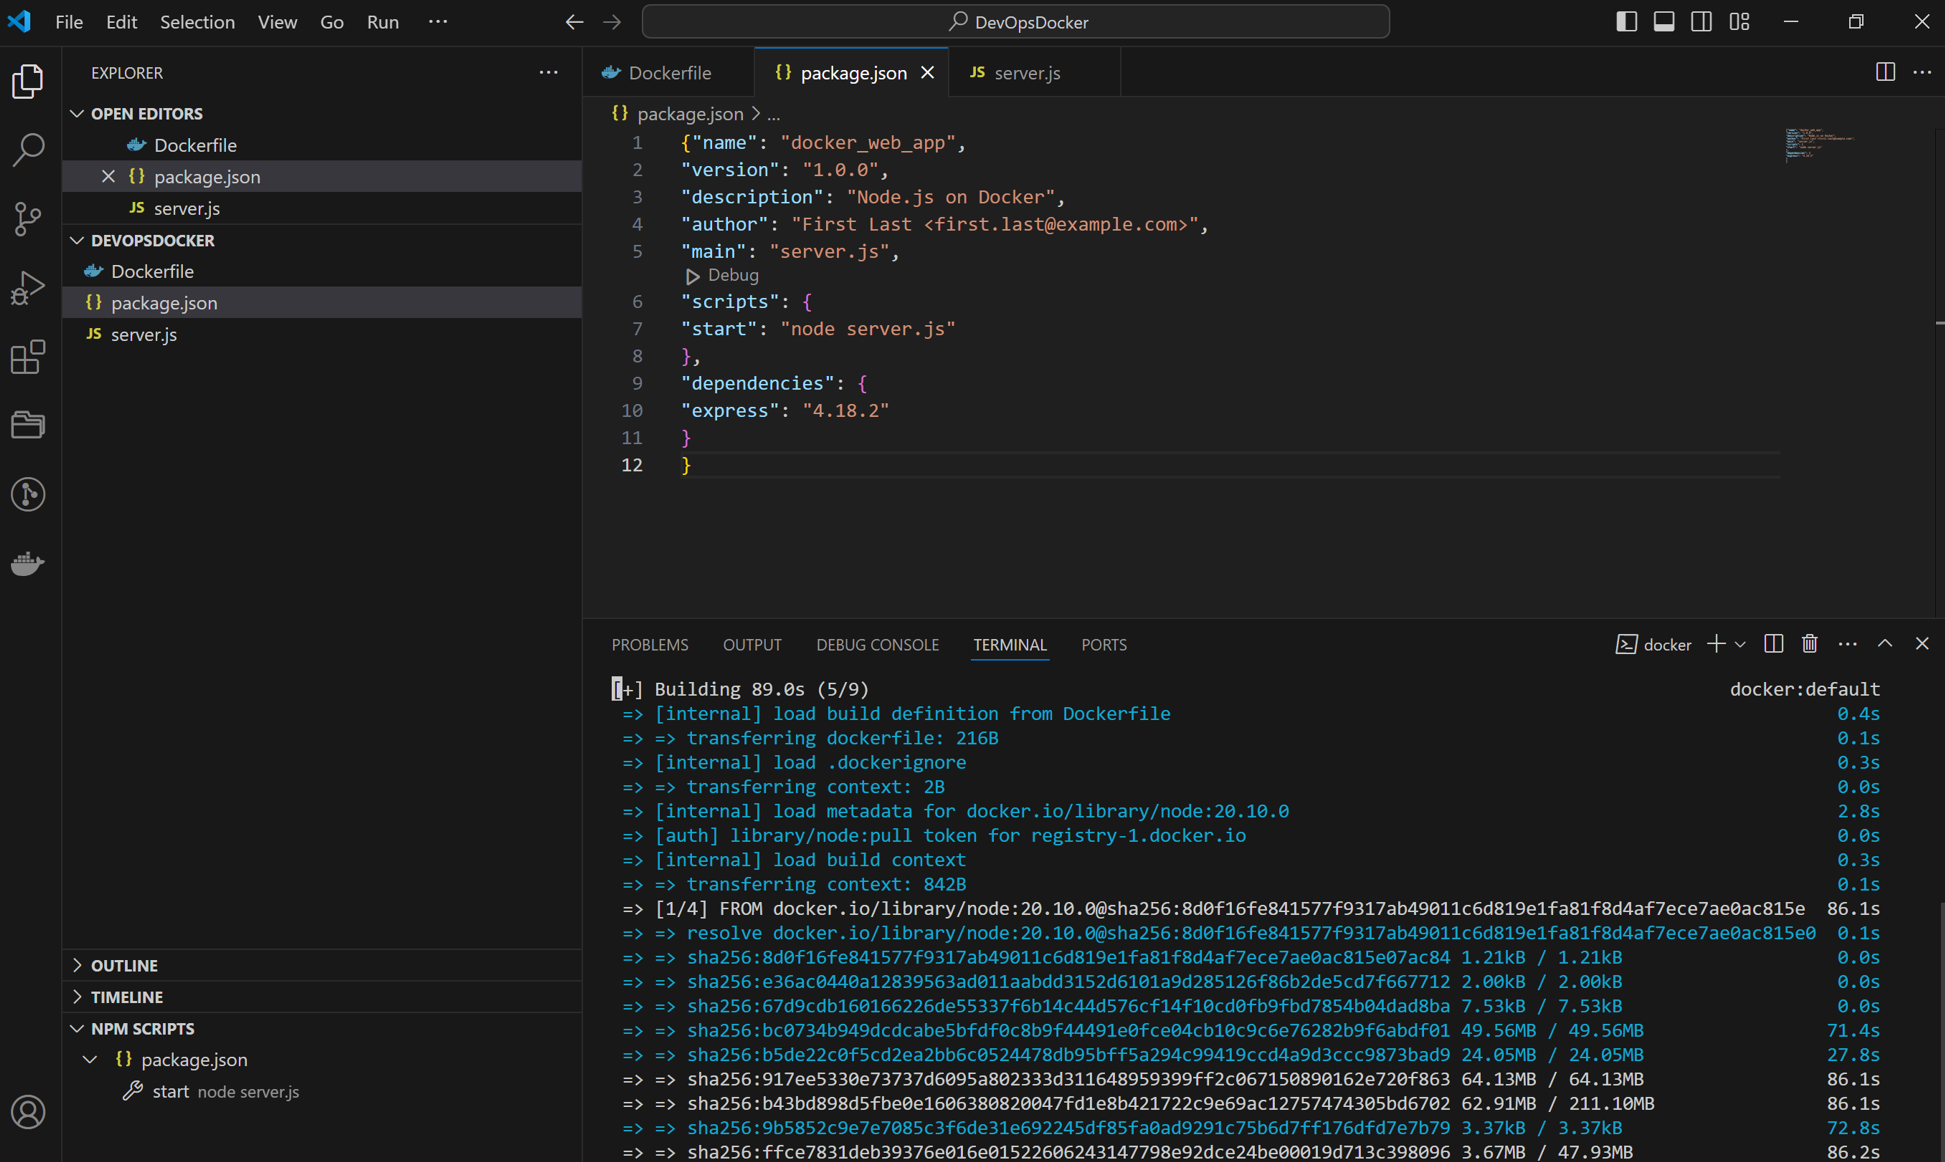 File Edit Selection View Go Run ···
DevOpsDocker
EXPLORER
OPEN EDITORS
Dockerfile
{} package.json
JS server.js
DEVOPSDOCKER
Dockerfile
{} package.json
JS server.js
OUTLINE
TIMELINE
NPM SCRIPTS
{} package.json
start node server.js
Dockerfile {} package.json JS server.js
{} package.json > ...
1 {"name": "docker_web_app",
2 "version": "1.0.0",
3 "description": "Node.js on Docker",
4 "author": "First Last <first.last@example.com>",
5 "main": "server.js",
Debug
6 "scripts": {
7 "start": "node server.js"
8 },
9 "dependencies": {
10 "express": "4.18.2"
11 }
12 }
PROBLEMS OUTPUT DEBUG CONSOLE TERMINAL PORTS docker
[+] Building 89.0s (5/9) docker:default
=> [internal] load build definition from Dockerfile 0.4s
=> => transferring dockerfile: 216B 0.1s
=> [internal] load .dockerignore 0.3s
=> => transferring context: 2B 0.0s
=> [internal] load metadata for docker.io/library/node:20.10.0 2.8s
=> [auth] library/node:pull token for registry-1.docker.io 0.0s
=> [internal] load build context 0.3s
=> => transferring context: 842B 0.1s
=> [1/4] FROM docker.io/library/node:20.10.0@sha256:8d0f16fe841577f9317ab49011c6d819e1fa81f8d4af7ece7ae0ac815e 86.1s
=> => resolve docker.io/library/node:20.10.0@sha256:8d0f16fe841577f9317ab49011c6d819e1fa81f8d4af7ece7ae0ac815e0 0.1s
=> => sha256:8d0f16fe841577f9317ab49011c6d819e1fa81f8d4af7ece7ae0ac815e07ac84 1.21kB / 1.21kB 0.0s
=> => sha256:e36ac0440a12839563ad011aabdd3152d6101a9d285126f86b2de5cd7f667712 2.00kB / 2.00kB 0.0s
=> => sha256:67d9cdb160166226de55337f6b14c44d576cf14f10cd0fb9fbd7854b04dad8ba 7.53kB / 7.53kB 0.0s
=> => sha256:bc0734b949dcdcabe5bfdf0c8b9f44491e0fce04cb10c9c6e76282b9f6abdf01 49.56MB / 49.56MB 71.4s
=> => sha256:b5de22c0f5cd2ea2bb6c0524478db95bff5a294c99419ccd4a9d3ccc9873bad9 24.05MB / 24.05MB 27.8s
=> => sha256:917ee5330e73737d6095a802333d311648959399ff2c067150890162e720f863 64.13MB / 64.13MB 86.1s
=> => sha256:b43bd898d5fbe0e1606380820047fd1e8b421722c9e69ac12757474305bd6702 62.91MB / 211.10MB 86.1s
=> => sha256:9b5852c9e7e7085c3f6de31e692245df85fa0ad9291c75b6d7ff176dfd7e7b79 3.37kB / 3.37kB 72.8s
=> => sha256:ffce7831deb39376e016e01522606243147798e92dce24be00019d713c398096 3.67MB / 47.93MB 86.2s